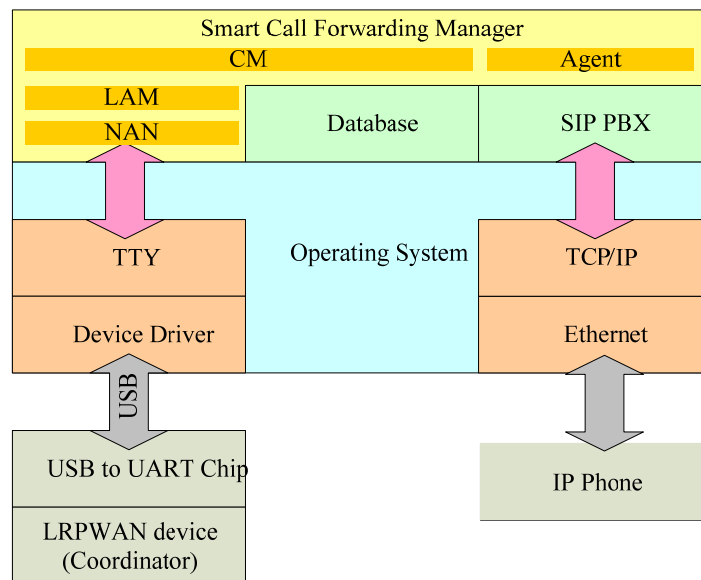 Smart Call Forwarding Manager
CM
Agent
LAM
NAN
Database
SIP PBX
TTY
Operating System
TCP/IP
Device Driver
Ethernet
USB
USB to UART Chip
IP Phone
LRPWAN device
(Coordinator)